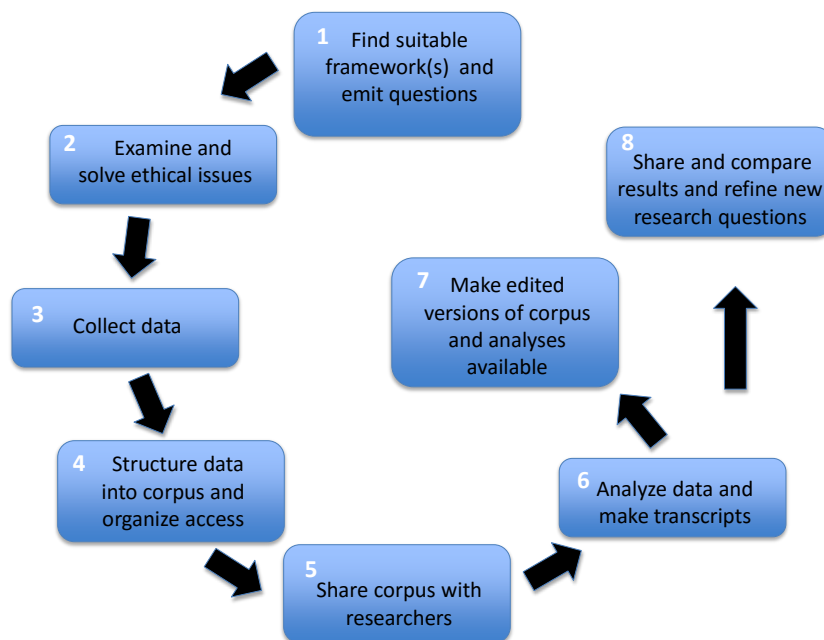 1 Find suitable
framework(s) and
emit questions
2 Examine and
solve ethical issues
3 Collect data
4 Structure data
into corpus and
organize access
5 Share corpus with
researchers
6 Analyze data and
make transcripts
7 Make edited
versions of corpus
and analyses
available
8 Share and compare
results and refine new
research questions